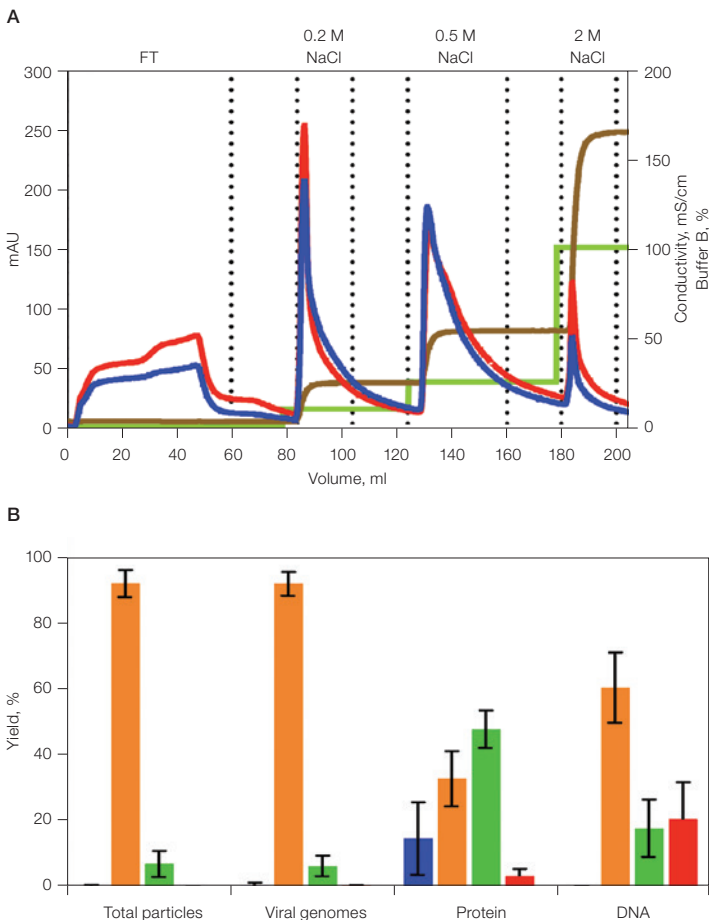 A
FT
0.2 M
NaCl
0.5 M
NaCl
2 M
NaCl
300
250
200
150
100
50
0
mAU
200
150
100
50
0
Conductivity, mS/cm
Buffer B, %
0
20
40
60
80
100
120
140
160
180
200
Volume, ml
B
100
80
60
40
20
0
Yield, %
Total particles
Viral genomes
Protein
DNA